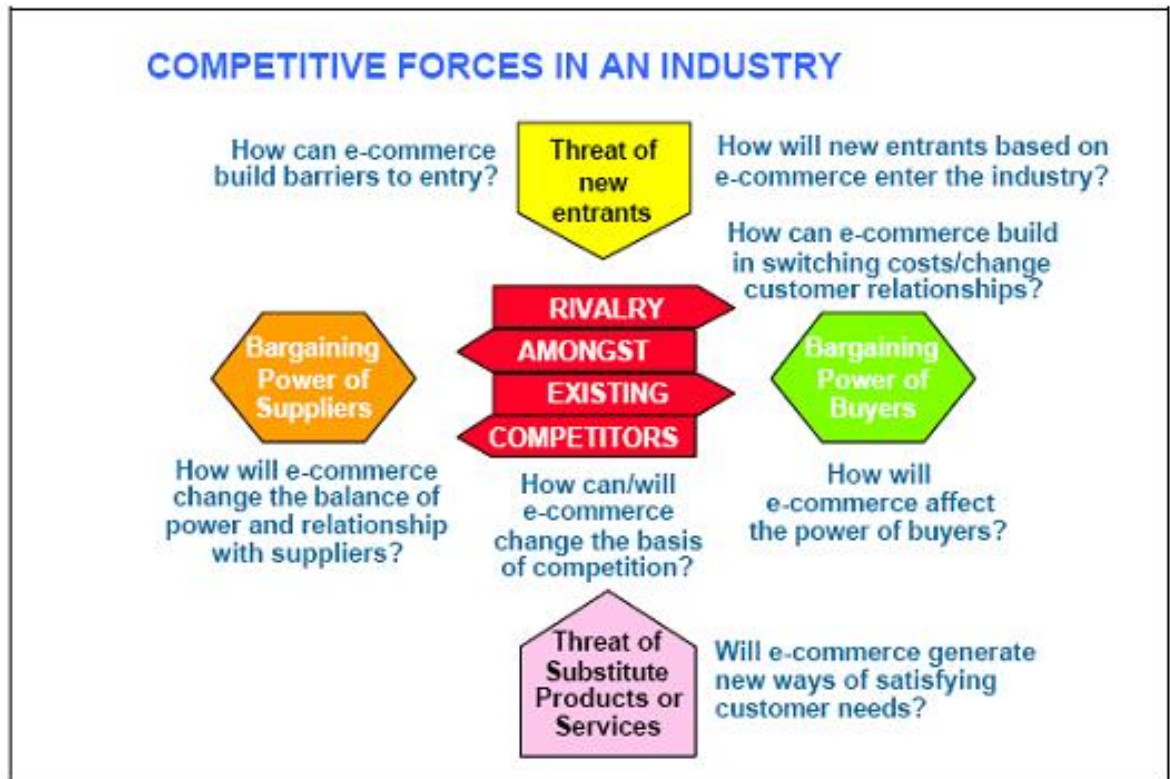 COMPETITIVE FORCES IN AN INDUSTRY
How can e-commerce
build barriers to entry?
Threat of
new
entrants
How will new entrants based on
e-commerce enter the industry?
How can e-commerce build
in switching costs/change
customer relationships?
Bargaining
Power of
Suppliers
RIVALRY
AMONGST
EXISTING
COMPETITORS
Bargaining
Power of
Buyers
How will e-commerce
change the balance of
power and relationship
with suppliers?
How can/will
e-commerce
change the basis
of competition?
How will
e-commerce affect
the power of buyers?
Threat of
Substitute
Products or
Services
Will e-commerce generate
new ways of satisfying
customer needs?